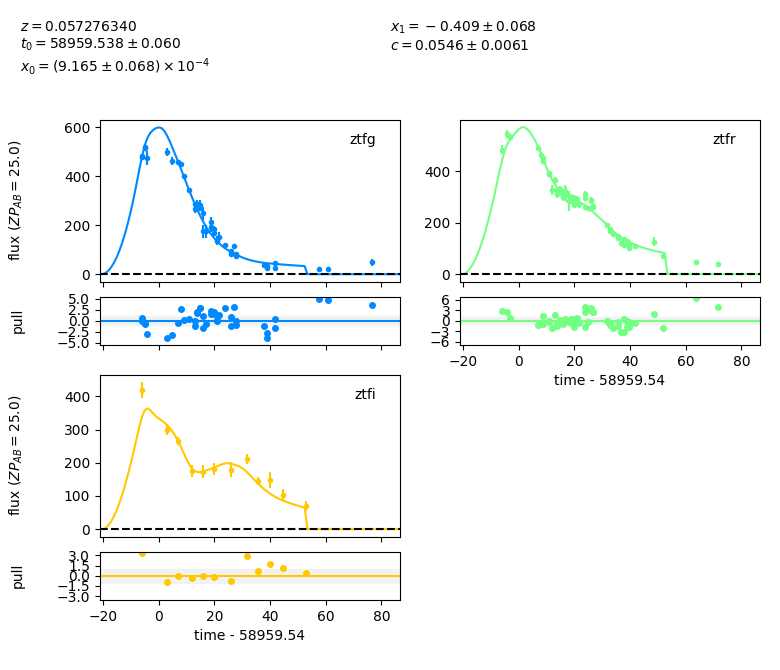 z = 0.057276340
t₀ = 58959.538 ± 0.060
x₀ = (9.165 ± 0.068) × 10⁻⁴
x₁ = −0.409 ± 0.068
c = 0.0546 ± 0.0061
flux (ZP_AB = 25.0)
600
400
200
0
ztfg
400
200
0
ztfr
pull
5.0
2.5
0.0
−2.5
−5.0
6
3
0
−3
−6
−20 0 20 40 60 80
time - 58959.54
flux (ZP_AB = 25.0)
400
300
200
100
0
ztfi
pull
3.0
1.5
0.0
−1.5
−3.0
−20 0 20 40 60 80
time - 58959.54